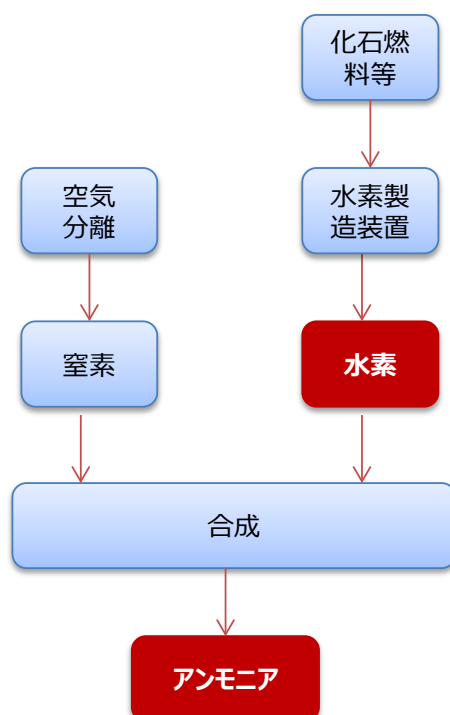 化石燃
料等
空気
分離
水素製
造装置
窒素
水素
合成
アンモニア